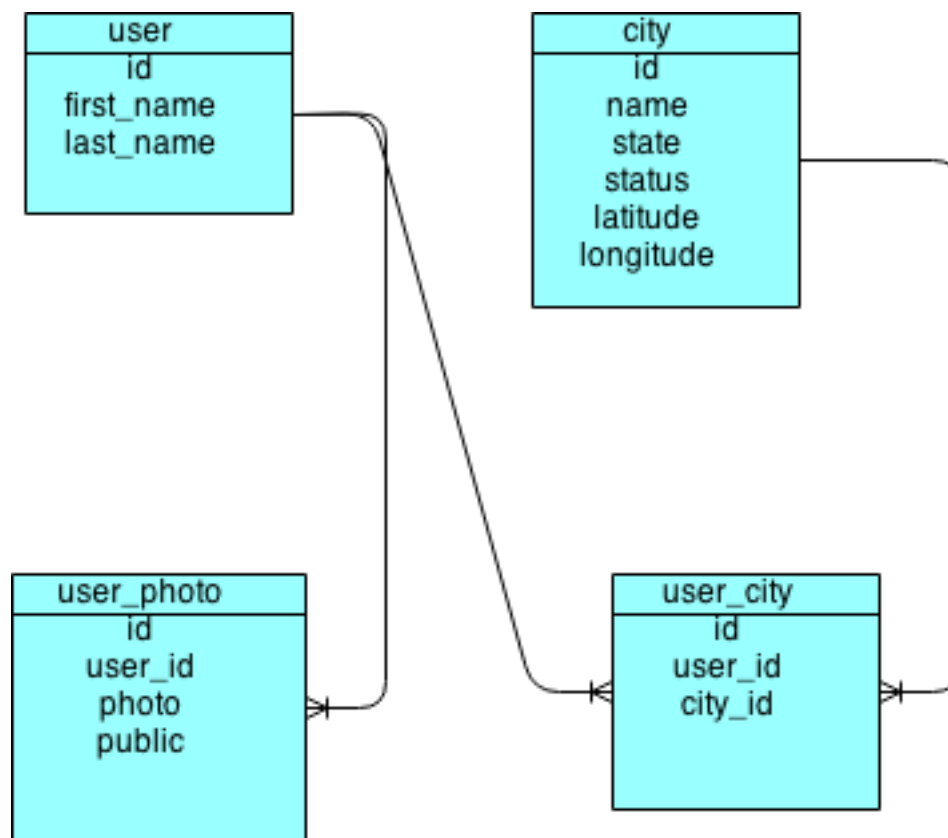 user
id
first_name
last_name
city
id
name
state
status
latitude
longitude
user_photo
id
user_id
photo
public
user_city
id
user_id
city_id